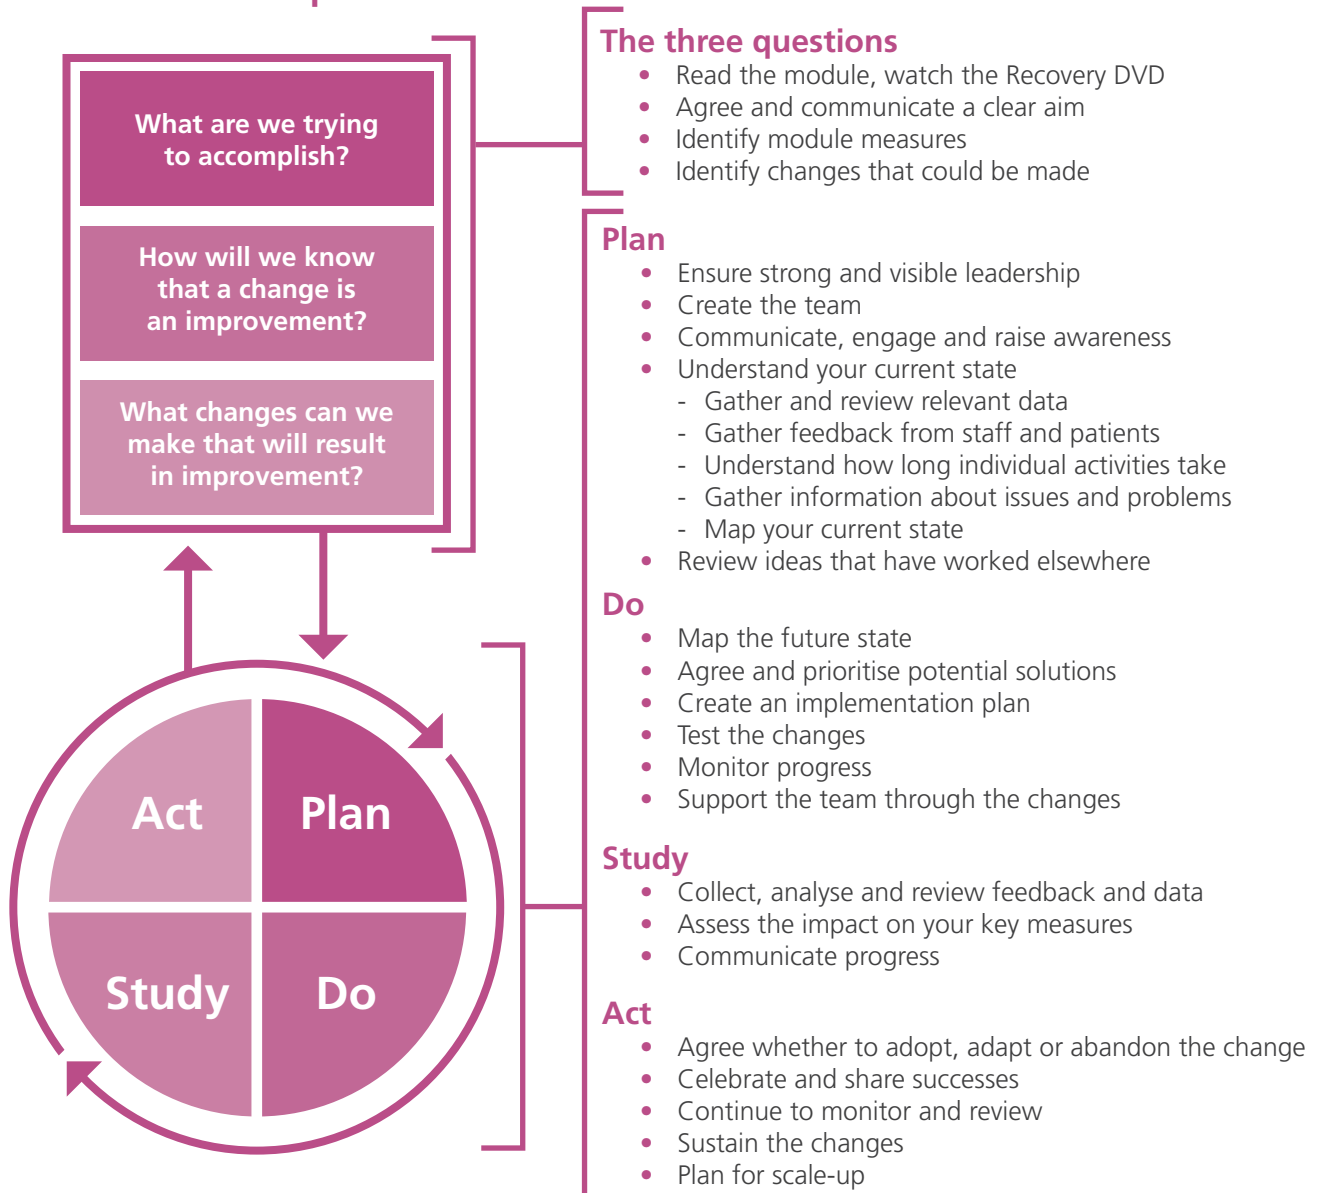 What are we trying
to accomplish?
How will we know
that a change is
an improvement?
What changes can we
make that will result
in improvement?
Act
Plan
Study
Do
The three questions
• Read the module, watch the Recovery DVD
• Agree and communicate a clear aim
• Identify module measures
• Identify changes that could be made
Plan
• Ensure strong and visible leadership
• Create the team
• Communicate, engage and raise awareness
• Understand your current state
- Gather and review relevant data
- Gather feedback from staff and patients
- Understand how long individual activities take
- Gather information about issues and problems
- Map your current state
• Review ideas that have worked elsewhere
Do
• Map the future state
• Agree and prioritise potential solutions
• Create an implementation plan
• Test the changes
• Monitor progress
• Support the team through the changes
Study
• Collect, analyse and review feedback and data
• Assess the impact on your key measures
• Communicate progress
Act
• Agree whether to adopt, adapt or abandon the change
• Celebrate and share successes
• Continue to monitor and review
• Sustain the changes
• Plan for scale-up